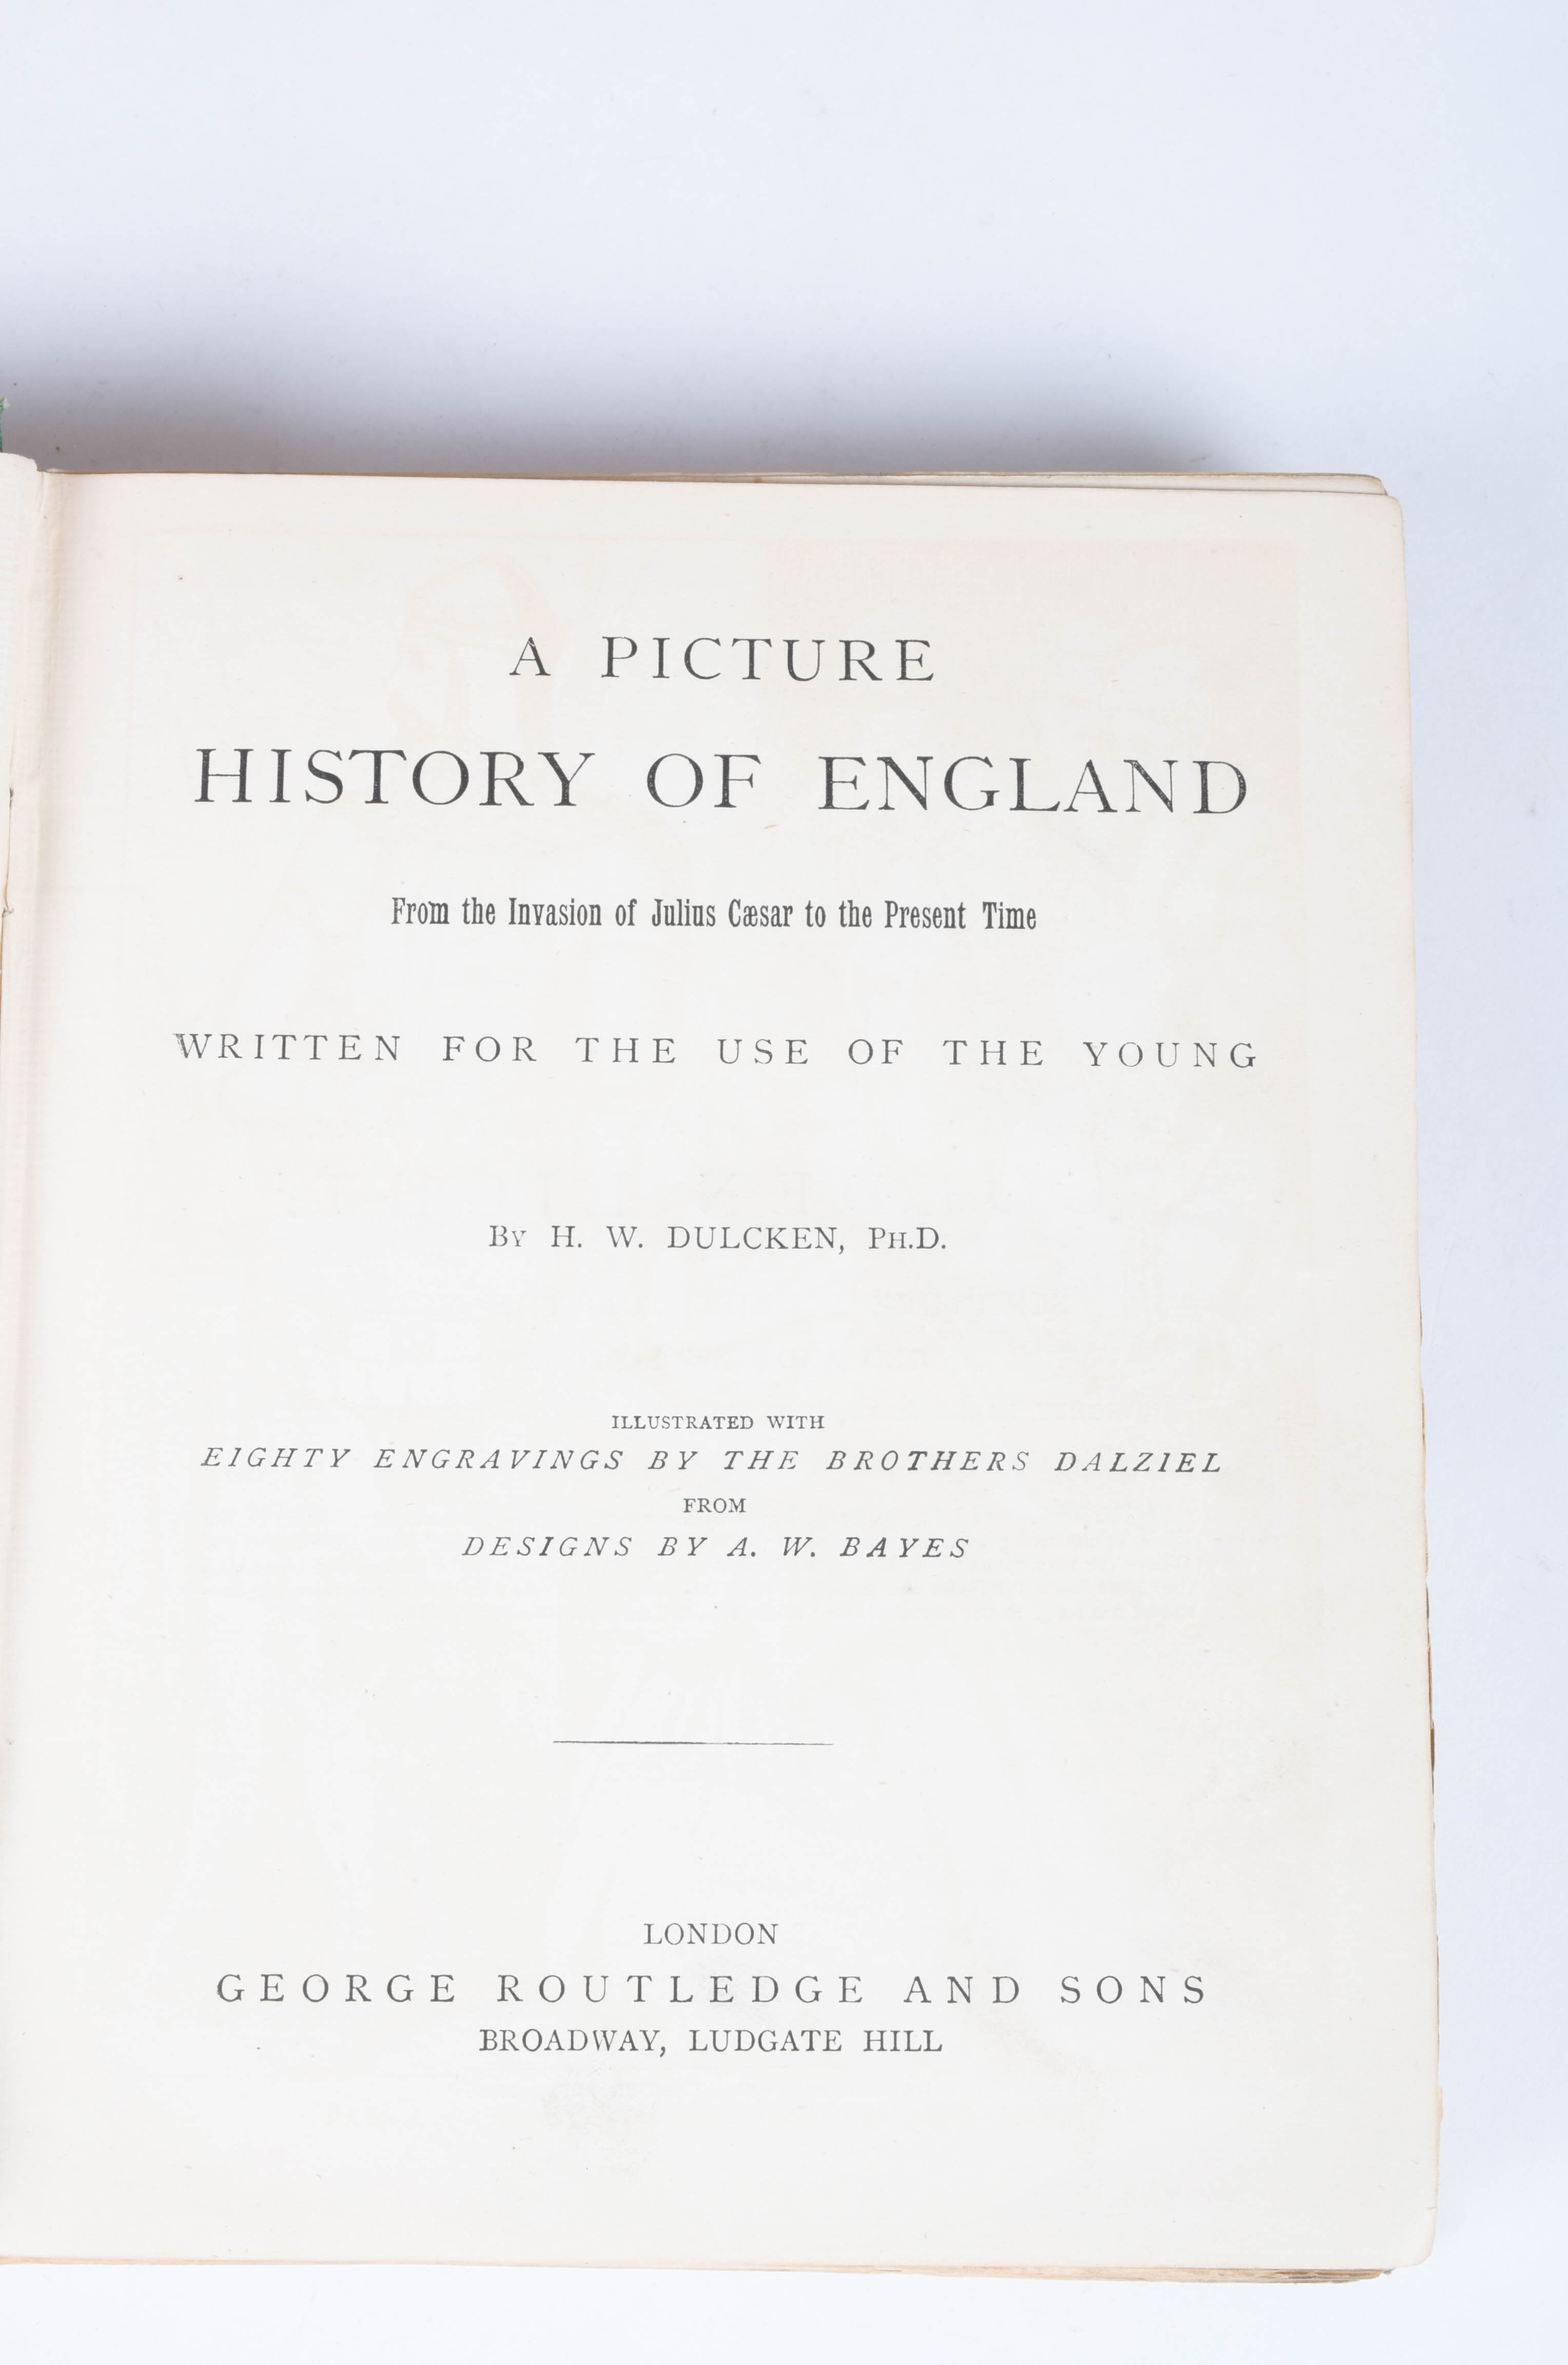 A PICTURE
HISTORY OF ENGLAND
From the Invasion of Julius Cæsar to the Present Time
WRITTEN FOR THE USE OF THE YOUNG
By H. W. DULCKEN, Ph.D.
ILLUSTRATED WITH
EIGHTY ENGRAVINGS BY THE BROTHERS DALZIEL
FROM
DESIGNS BY A. W. BAYES
LONDON
GEORGE ROUTLEDGE AND SONS
BROADWAY, LUDGATE HILL